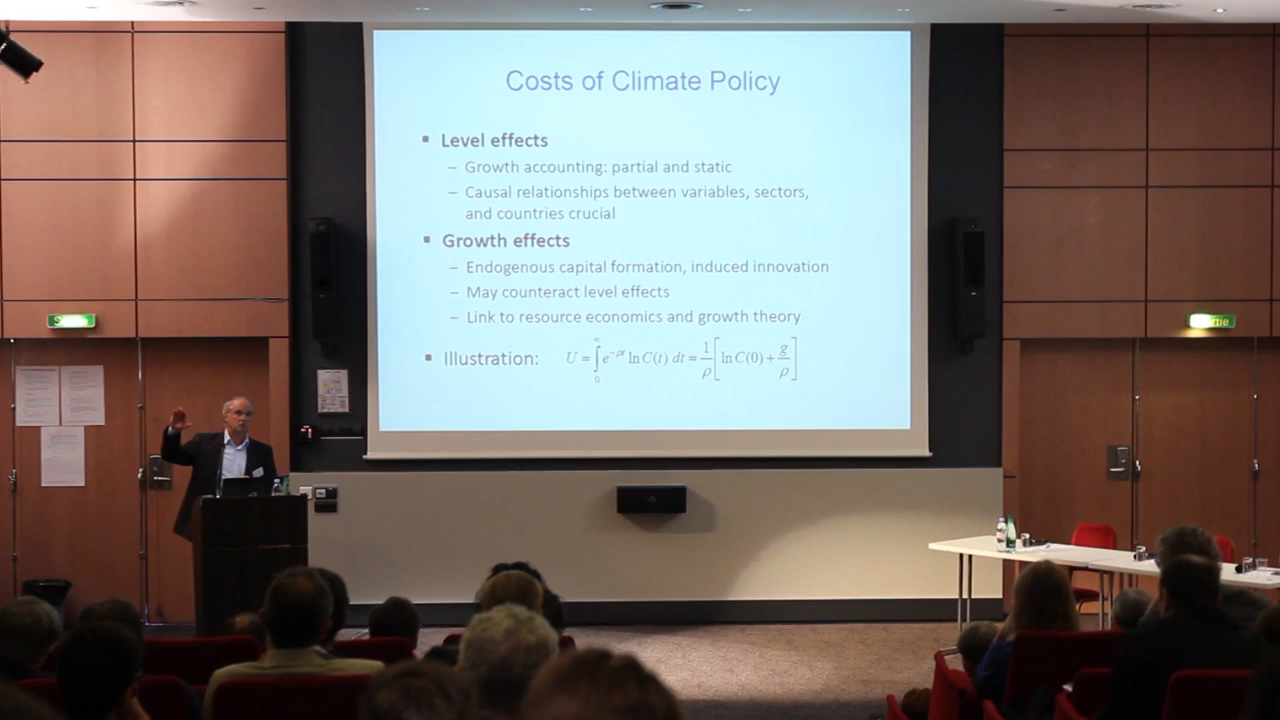 Costs of Climate Policy
▪ Level effects
– Growth accounting: partial and static
– Causal relationships between variables, sectors,
and countries crucial
▪ Growth effects
– Endogenous capital formation, induced innovation
– May counteract level effects
– Link to resource economics and growth theory
▪ Illustration: U = ∫₀^∞ e^{-ρt} ln C(t) dt = 1/ρ [ln C(0) + g/ρ]